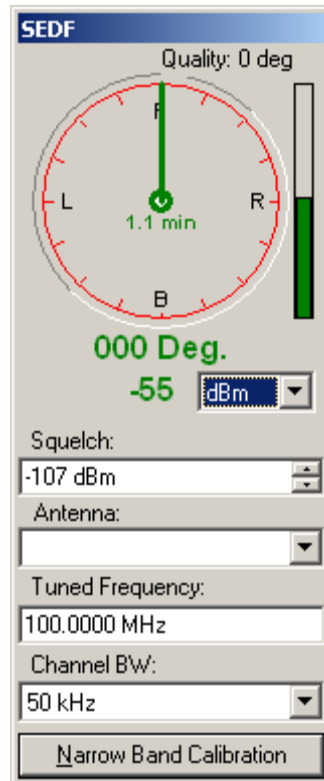 SEDF
Quality: 0 deg
F
L
R
1.1 min
B
000 Deg.
-55 dBm
Squelch:
-107 dBm
Antenna:
Tuned Frequency:
100.0000 MHz
Channel BW:
50 kHz
Narrow Band Calibration